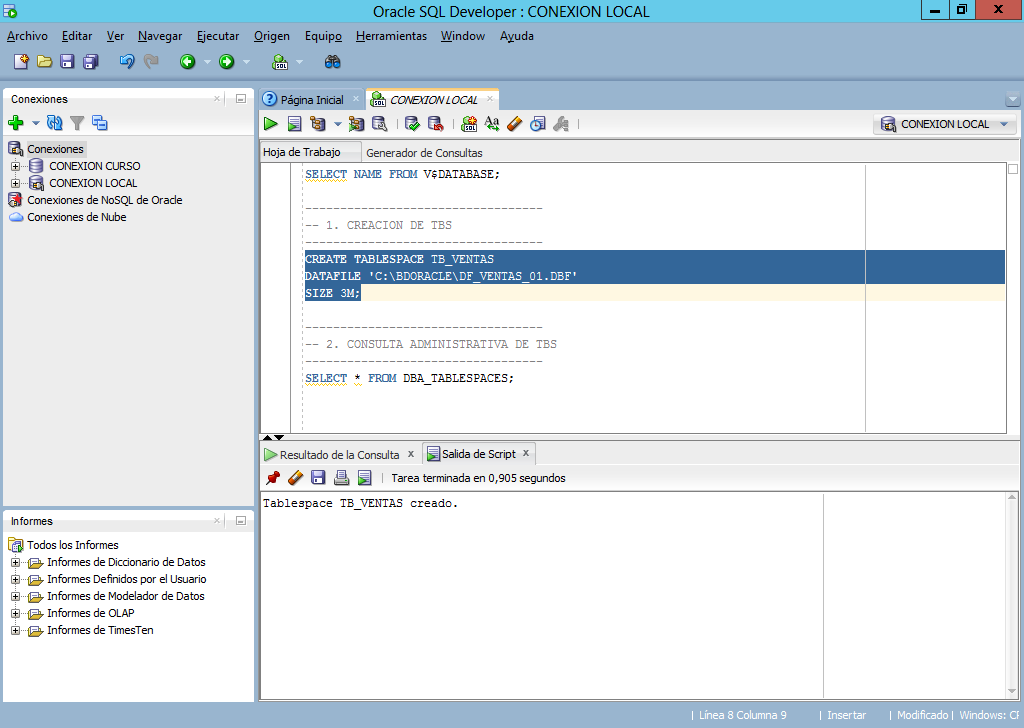 Oracle SQL Developer : CONEXION LOCAL
Archivo Editar Ver Navegar Ejecutar Origen Equipo Herramientas Window Ayuda
Conexiones
Conexiones
CONEXION CURSO
CONEXION LOCAL
Conexiones de NoSQL de Oracle
Conexiones de Nube
Informes
Todos los Informes
Informes de Diccionario de Datos
Informes Definidos por el Usuario
Informes de Modelador de Datos
Informes de OLAP
Informes de TimesTen
Página Inicial CONEXION LOCAL
CONEXION LOCAL
Hoja de Trabajo Generador de Consultas
SELECT NAME FROM V$DATABASE;
----------------------------------
-- 1. CREACION DE TBS
----------------------------------
CREATE TABLESPACE TB_VENTAS
DATAFILE 'C:\BDORACLE\DF_VENTAS_01.DBF'
SIZE 3M;
----------------------------------
-- 2. CONSULTA ADMINISTRATIVA DE TBS
----------------------------------
SELECT * FROM DBA_TABLESPACES;
Resultado de la Consulta x Salida de Script x
Tarea terminada en 0,905 segundos
Tablespace TB_VENTAS creado.
| Línea 8 Columna 9 | Insertar | Modificado | Windows: CF